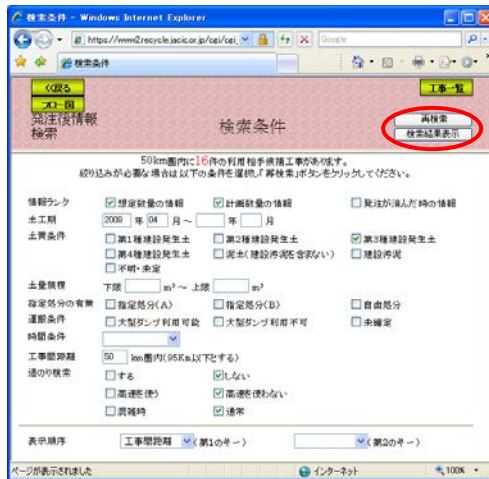 検索条件 - Windows Internet Explorer
https://www2.recycle.jacic.or.jp/cgi/cgi_
Google
検索条件
<<戻る
フロー図
工事一覧
発注後情報
検索
検索条件
再検索
検索結果表示
50km圏内に16件の利用相手候補工事があります。
絞り込みが必要な場合は以下の条件を選択し「再検索」ボタンをクリックしてください。
情報ランク 想定数量の情報 計画数量の情報 発注が済んだ時の情報
土工期 2008 年 04 月～ 年 月
土質条件 第1種建設発生土 第2種建設発生土 第3種建設発生土
第4種建設発生土 泥土(建設汚泥を含まない) 建設汚泥
不明・未定
土量規模 下限 m³～ 上限 m³
指定処分の有無 指定処分(A) 指定処分(B) 自由処分
運搬条件 大型ダンプ利用可能 大型ダンプ利用不可 未確定
時間条件
工事間距離 50 km圏内(95Km以下とする)
道のり検索 する しない
高速を使う 高速を使わない
混雑時 通常
表示順序 工事間距離 (第1のキー) (第2のキー)
ページが表示されました インターネット 100%